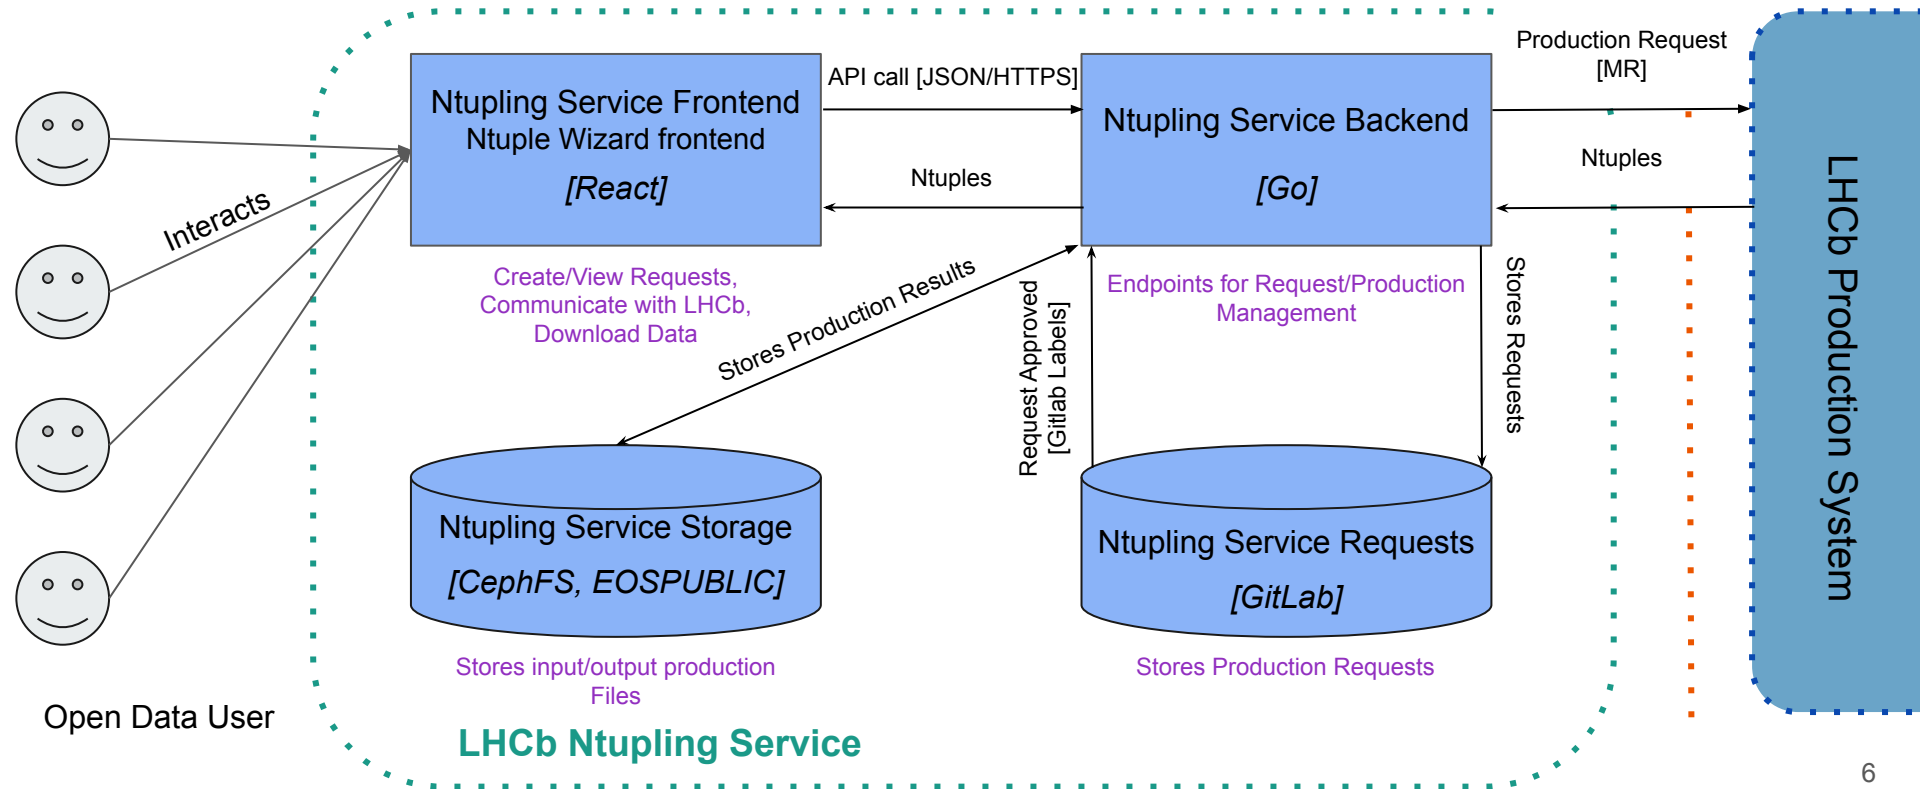 Production Request
[MR]
API call [JSON/HTTPS]
Ntupling Service Frontend
Ntuple Wizard frontend
[React]
Ntupling Service Backend
[Go]
Ntuples
Ntuples
Interacts
Create/View Requests,
Communicate with LHCb,
Download Data
Stores Production Results
Request Approved
[Gitlab Labels]
Endpoints for Request/Production
Management
Stores Requests
LHCb Production System
Ntupling Service Storage
[CephFS, EOSPUBLIC]
Ntupling Service Requests
[GitLab]
Stores input/output production
Files
Stores Production Requests
Open Data User
LHCb Ntupling Service
6